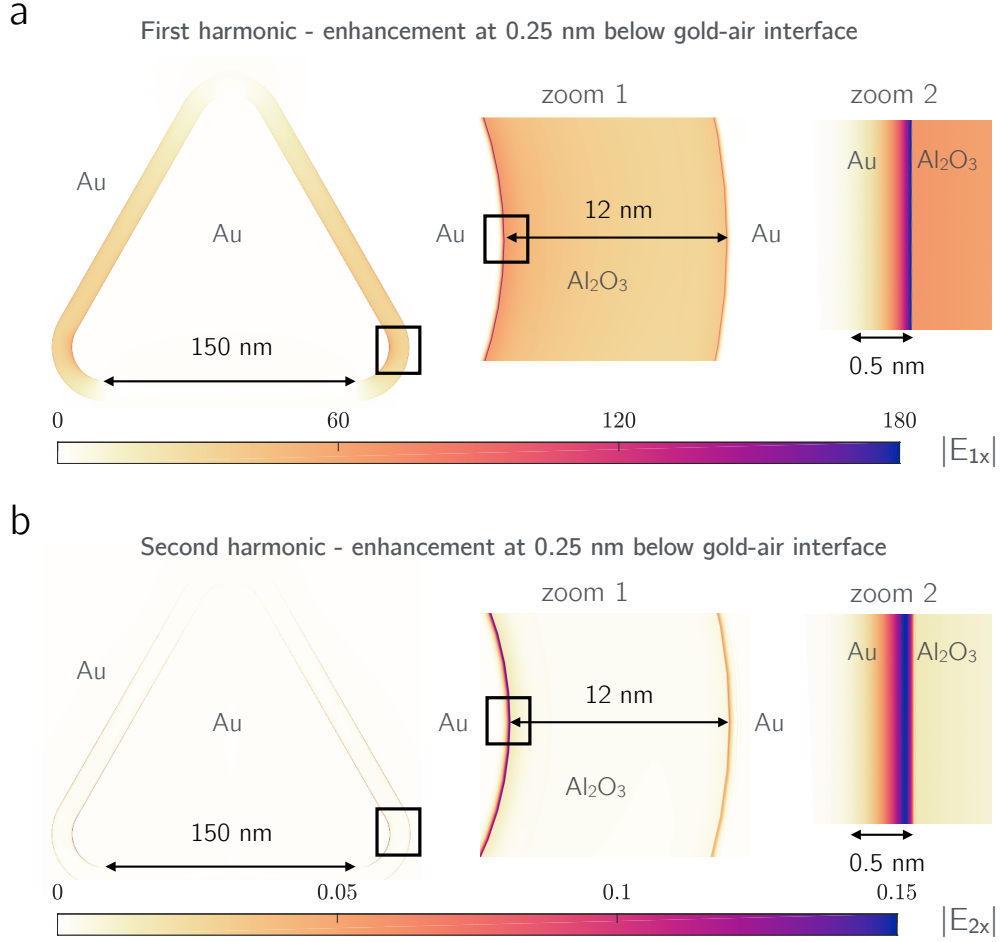 a
First harmonic - enhancement at 0.25 nm below gold-air interface
zoom 1
zoom 2
Au
Au
150 nm
Au
12 nm
Al₂O₃
Au
Au
Al₂O₃
0.5 nm
0
60
120
180
|E₁ₓ|
b
Second harmonic - enhancement at 0.25 nm below gold-air interface
zoom 1
zoom 2
Au
Au
150 nm
Au
12 nm
Al₂O₃
Au
Au
Al₂O₃
0.5 nm
0
0.05
0.1
0.15
|E₂ₓ|